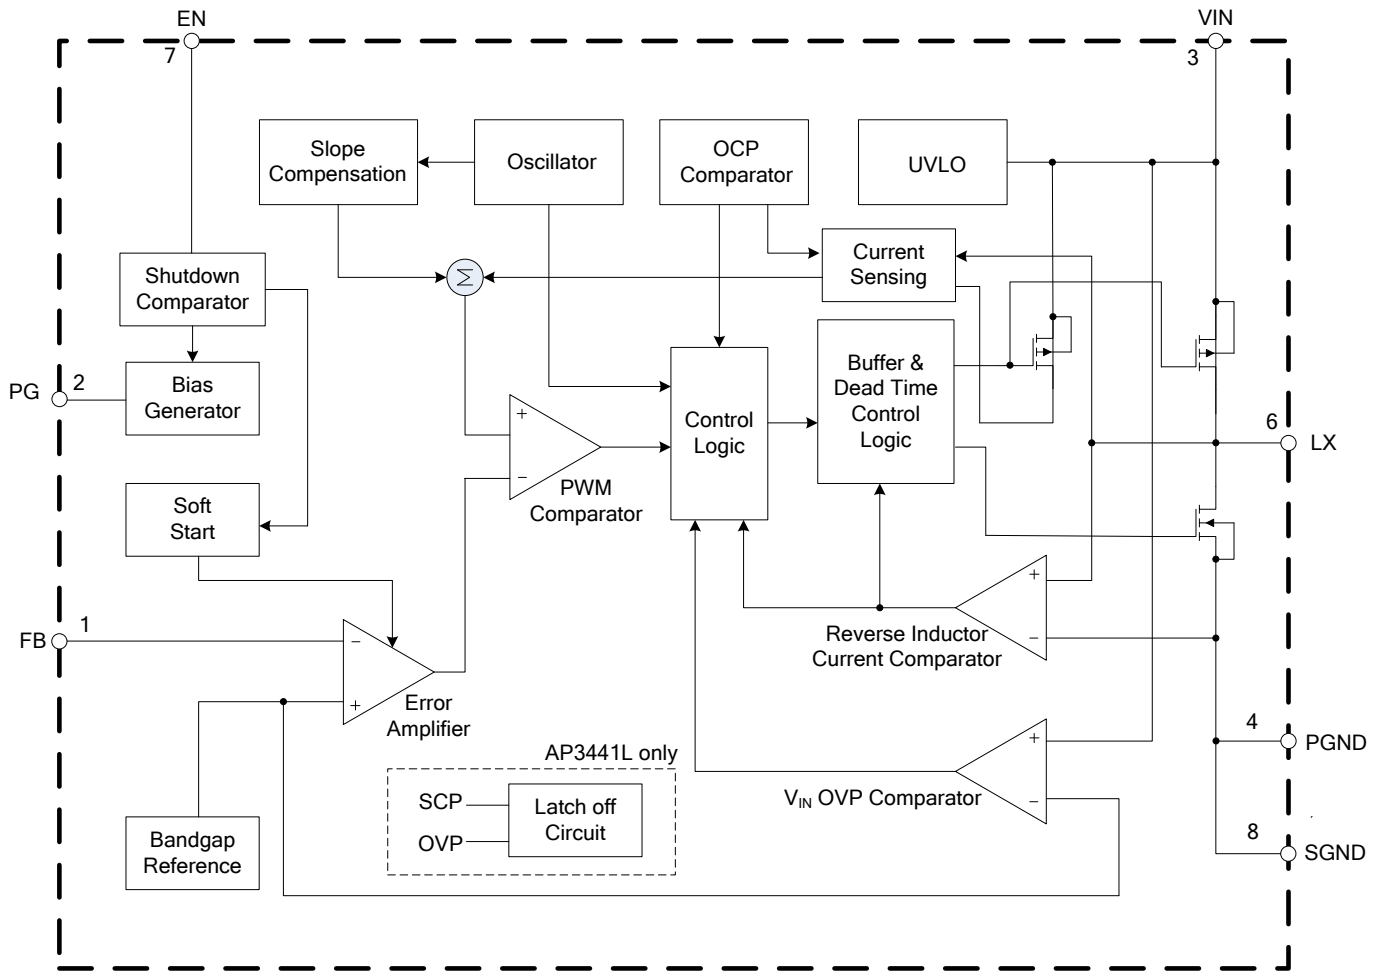 EN
VIN
7
3
Slope
Compensation
Oscillator
OCP
Comparator
UVLO
Shutdown
Comparator
Σ
Current
Sensing
PG
2
Bias
Generator
Buffer &
Dead Time
Control
Logic
Control
Logic
+
−
PWM
Comparator
6
LX
Soft
Start
+
−
Reverse Inductor
Current Comparator
FB
1
−
+
Error
Amplifier
4
PGND
+
−
VIN OVP Comparator
AP3441L only
SCP
OVP
Latch off
Circuit
Bandgap
Reference
8
SGND